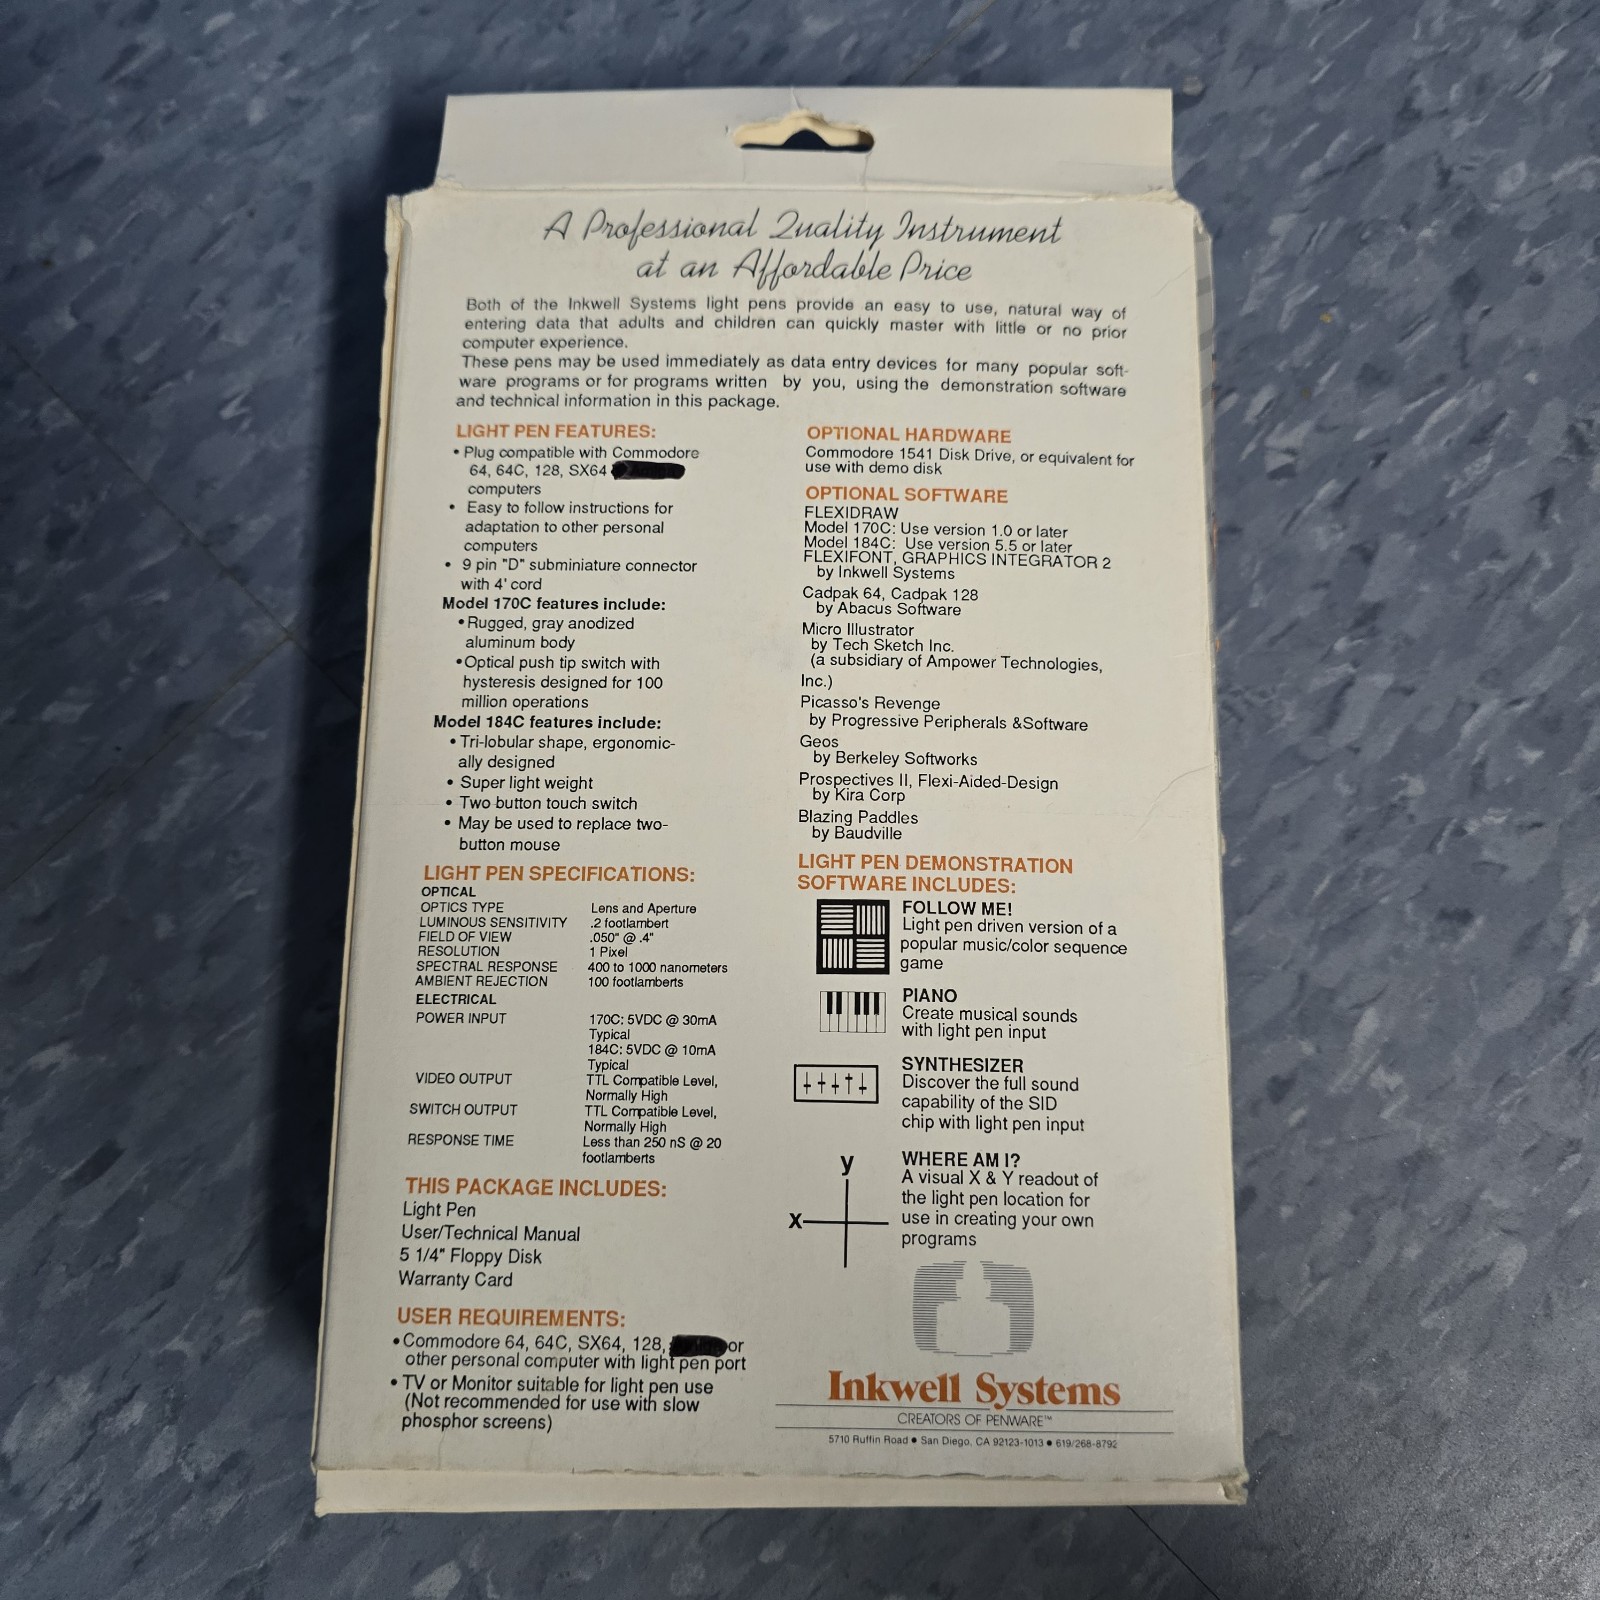 A Professional Quality Instrument
at an Affordable Price
Both of the Inkwell Systems light pens provide an easy to use, natural way of
entering data that adults and children can quickly master with little or no prior
computer experience.
These pens may be used immediately as data entry devices for many popular soft-
ware programs or for programs written by you, using the demonstration software
and technical information in this package.
LIGHT PEN FEATURES:
• Plug compatible with Commodore
64, 64C, 128, SX64
computers
• Easy to follow instructions for
adaptation to other personal
computers
• 9 pin "D" subminiature connector
with 4' cord
Model 170C features include:
• Rugged, gray anodized
aluminum body
• Optical push tip switch with
hysteresis designed for 100
million operations
Model 184C features include:
• Tri-lobular shape, ergonomic-
ally designed
• Super light weight
• Two button touch switch
• May be used to replace two-
button mouse
LIGHT PEN SPECIFICATIONS:
OPTICAL
OPTICS TYPE Lens and Aperture
LUMINOUS SENSITIVITY .2 footlambert
FIELD OF VIEW .050" @ .4"
RESOLUTION 1 Pixel
SPECTRAL RESPONSE 400 to 1000 nanometers
AMBIENT REJECTION 100 footlamberts
ELECTRICAL
POWER INPUT 170C: 5VDC @ 30mA
Typical
184C: 5VDC @ 10mA
Typical
VIDEO OUTPUT TTL Compatible Level,
Normally High
SWITCH OUTPUT TTL Compatible Level,
Normally High
RESPONSE TIME Less than 250 nS @ 20
footlamberts
THIS PACKAGE INCLUDES:
Light Pen
User/Technical Manual
5 1/4" Floppy Disk
Warranty Card
USER REQUIREMENTS:
• Commodore 64, 64C, SX64, 128, or
other personal computer with light pen port
• TV or Monitor suitable for light pen use
(Not recommended for use with slow
phosphor screens)
OPTIONAL HARDWARE
Commodore 1541 Disk Drive, or equivalent for
use with demo disk
OPTIONAL SOFTWARE
FLEXIDRAW
Model 170C: Use version 1.0 or later
Model 184C: Use version 5.5 or later
FLEXIFONT, GRAPHICS INTEGRATOR 2
by Inkwell Systems
Cadpak 64, Cadpak 128
by Abacus Software
Micro Illustrator
by Tech Sketch Inc.
(a subsidiary of Ampower Technologies,
Inc.)
Picasso's Revenge
by Progressive Peripherals &Software
Geos
by Berkeley Softworks
Prospectives II, Flexi-Aided-Design
by Kira Corp
Blazing Paddles
by Baudville
LIGHT PEN DEMONSTRATION
SOFTWARE INCLUDES:
FOLLOW ME!
Light pen driven version of a
popular music/color sequence
game
PIANO
Create musical sounds
with light pen input
SYNTHESIZER
Discover the full sound
capability of the SID
chip with light pen input
y
x
WHERE AM I?
A visual X & Y readout of
the light pen location for
use in creating your own
programs
Inkwell Systems
CREATORS OF PENWARE™
5710 Ruffin Road • San Diego, CA 92123-1013 • 619/268-8792